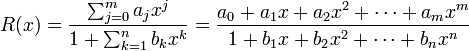 R(x) = \frac{\sum_{j=0}^{m} a_j x^j}{1 + \sum_{k=1}^{n} b_k x^k} = \frac{a_0 + a_1 x + a_2 x^2 + \cdots + a_m x^m}{1 + b_1 x + b_2 x^2 + \cdots + b_n x^n}